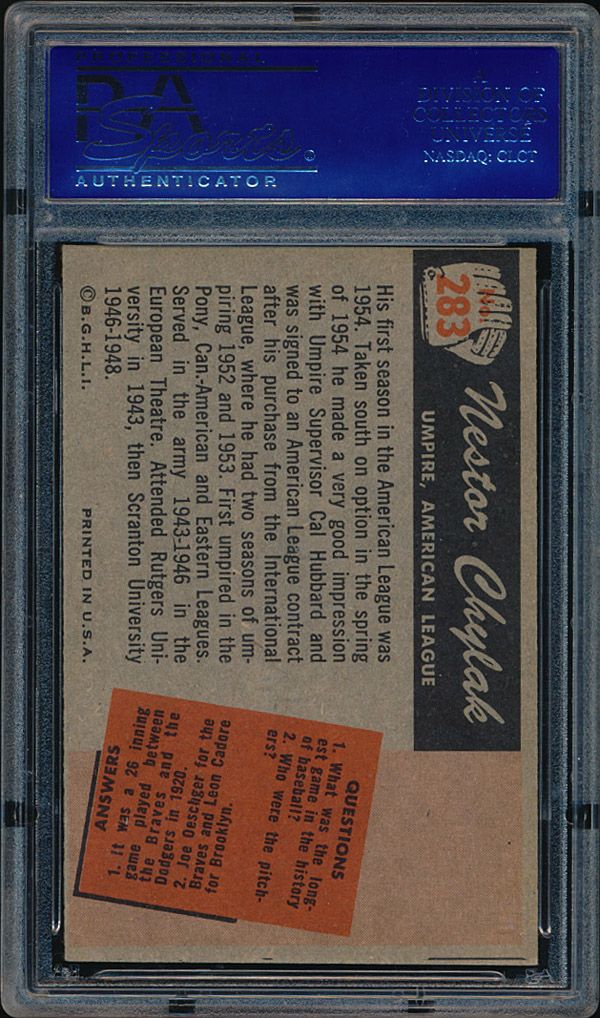 PROFESSIONAL
PSA
Sports
AUTHENTICATOR
A
DIVISION OF
COLLECTORS
UNIVERSE
NASDAQ: CLCT
No.
283
Nestor Chylak
UMPIRE, AMERICAN LEAGUE
His first season in the American League was
1954. Taken south on option in the spring
of 1954 he made a very good impression
with Umpire Supervisor Cal Hubbard and
was signed to an American League contract
after his purchase from the International
League, where he had two seasons of um-
piring 1952 and 1953. First umpired in the
Pony, Can-American and Eastern Leagues.
Served in the army 1943-1946 in the
European Theatre. Attended Rutgers Uni-
versity in 1943, then Scranton University
1946-1948.
©B.G.H.L.I.
PRINTED IN U.S.A.
QUESTIONS
1. What was the long-
est game in the history
of baseball?
2. Who were the pitch-
ers?
ANSWERS
1. It was a 26 inning
game played between
the Braves and the
Dodgers in 1920.
2. Joe Oeschger for the
Braves and Leon Cadore
for Brooklyn.